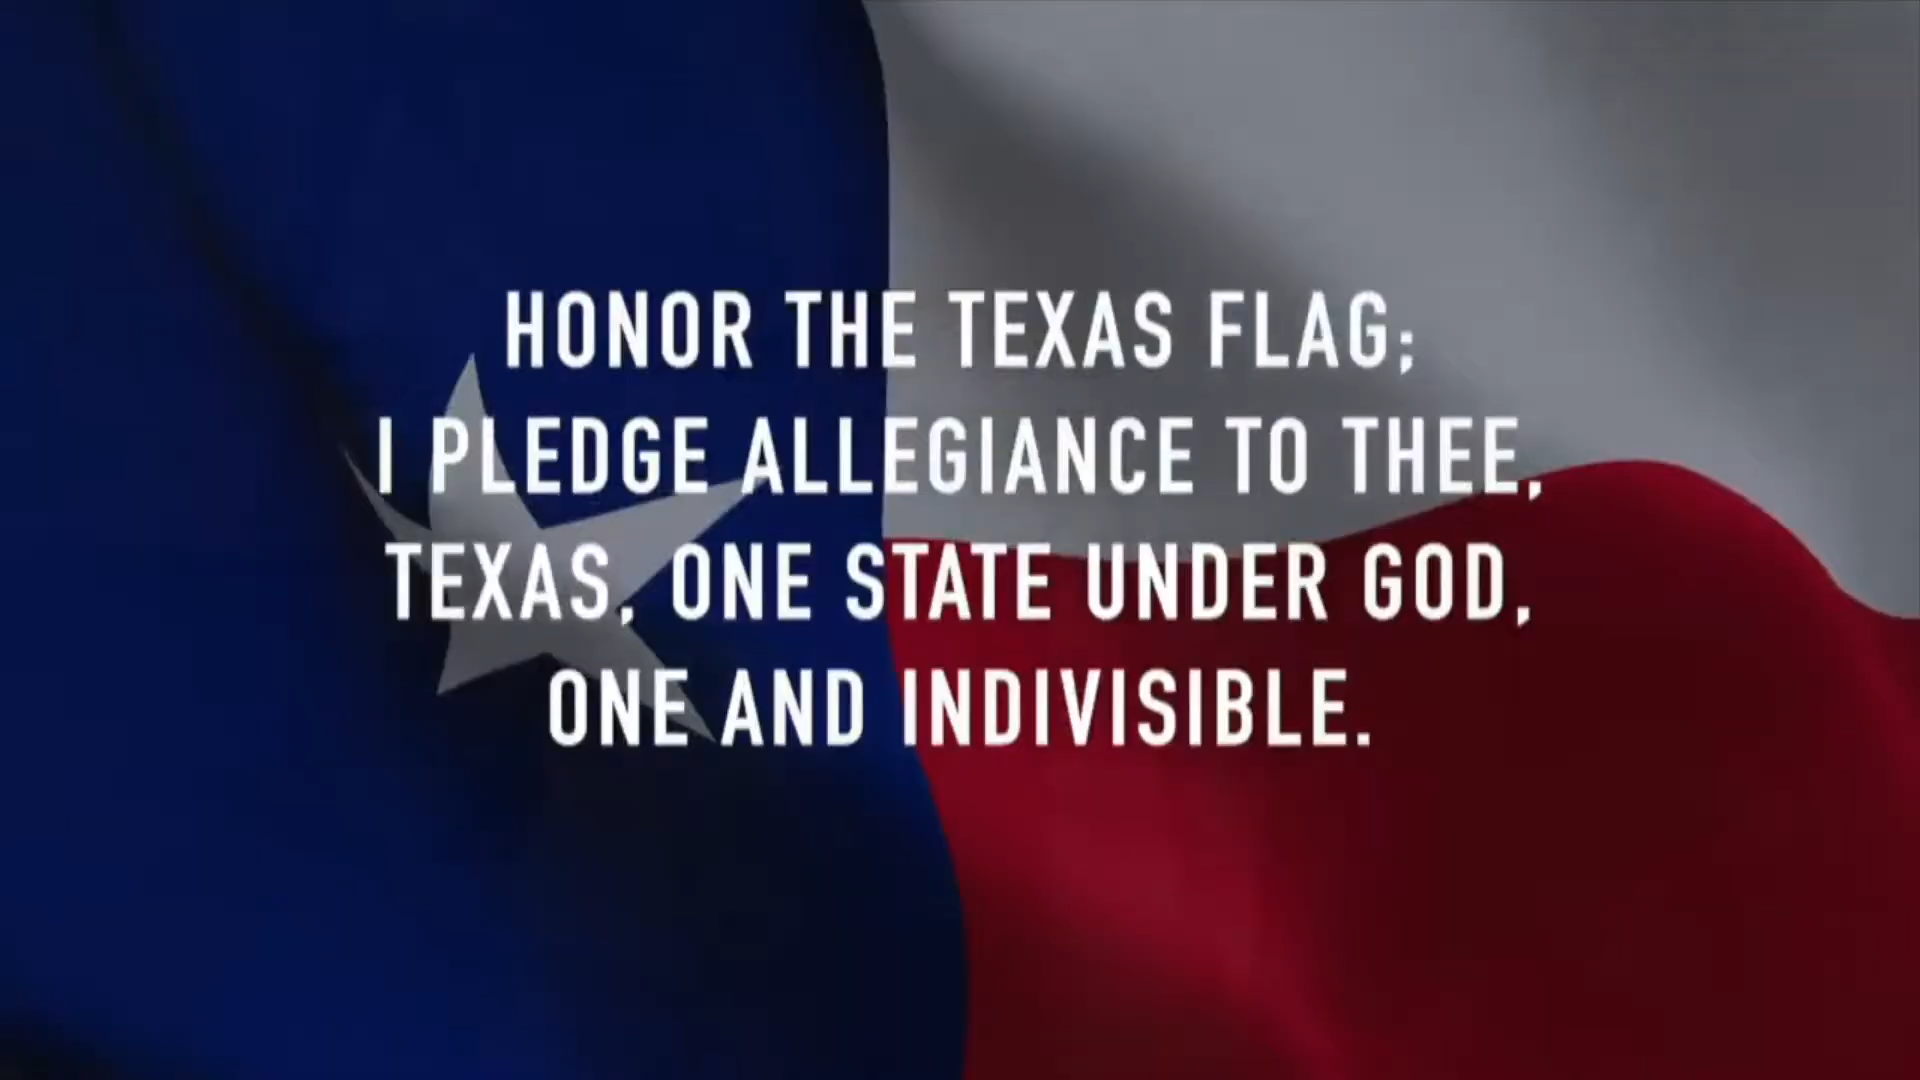 HONOR THE TEXAS FLAG;
I PLEDGE ALLEGIANCE TO THEE,
TEXAS, ONE STATE UNDER GOD,
ONE AND INDIVISIBLE.